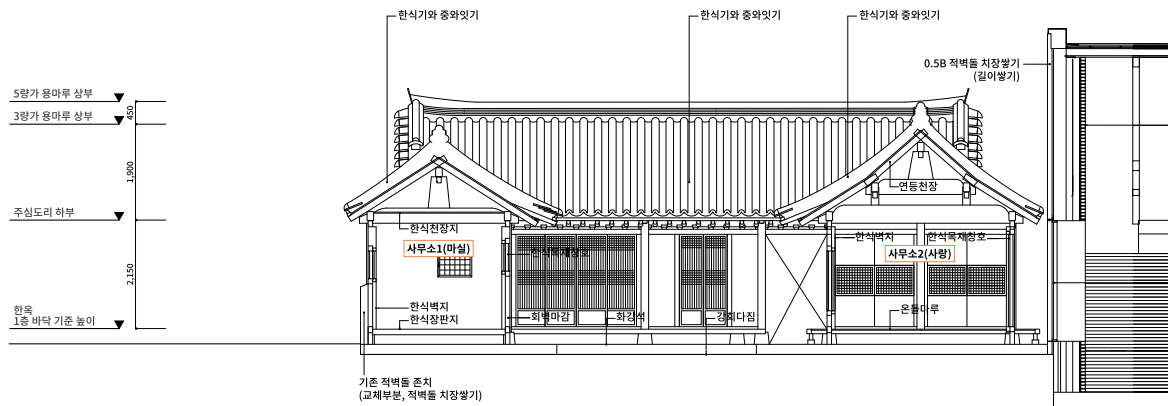 한식기와 중와잇기
한식기와 중와잇기
한식기와 중와잇기
0.5B 적벽돌 치장쌓기
(길이쌓기)
5량가 용마루 상부
3량가 용마루 상부
450
1,900
연등천장
주심도리 하부
한식천장지
한식벽지
한식목재창호
사무소1(마실)
한식목재창호
사무소2(사랑)
2,150
한옥
1층 바닥 기준 높이
한식벽지
한식장판지
회벽마감
화강석
강회다짐
온돌마루
기존 적벽돌 존치
(교체부분, 적벽돌 치장쌓기)